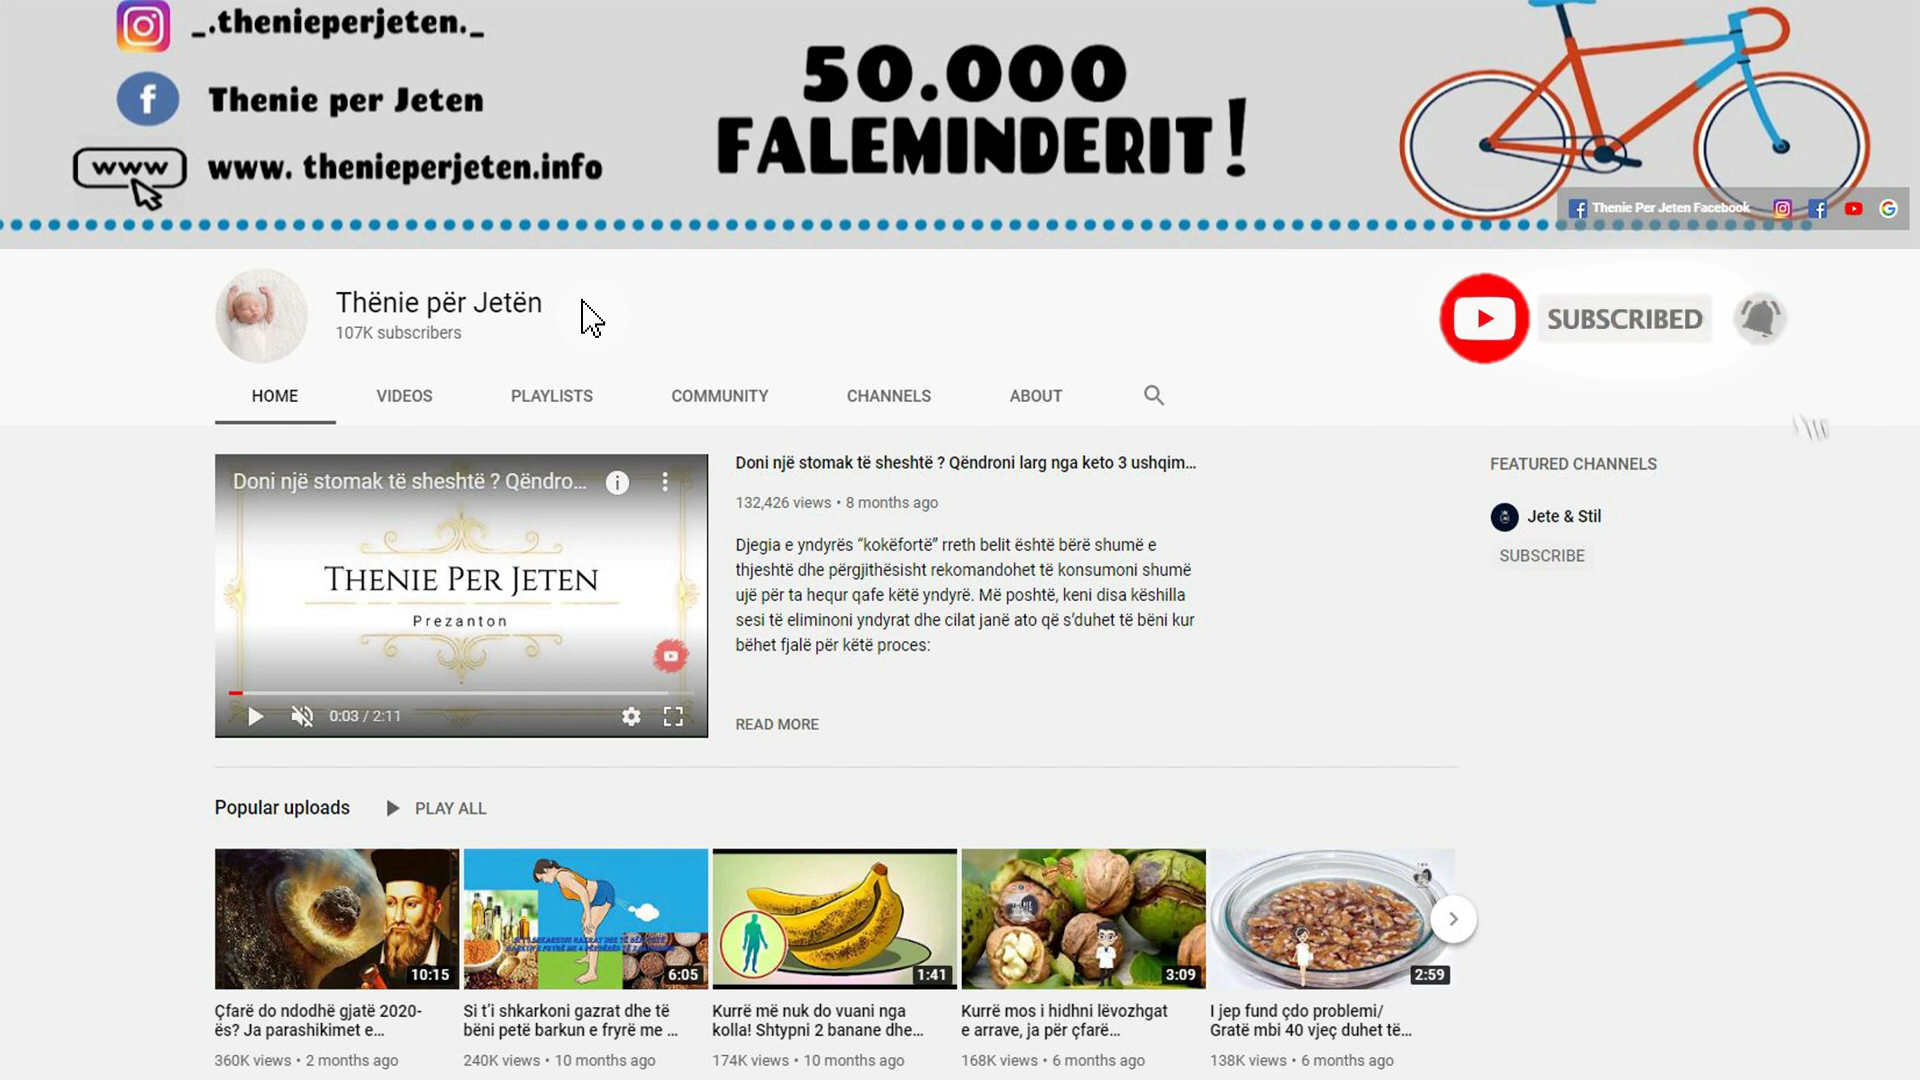 _.thenieperjeten._
Thenie per Jeten
www
www. thenieperjeten.info
50.000
FALEMINDERIT!
Thenie Per Jeten Facebook
Thënie për Jetën
107K subscribers
SUBSCRIBED
HOME
VIDEOS
PLAYLISTS
COMMUNITY
CHANNELS
ABOUT
Doni një stomak të sheshtë ? Qëndro...
THENIE PER JETEN
Prezanton
0:03 / 2:11
Doni një stomak të sheshtë ? Qëndroni larg nga keto 3 ushqim...
132,426 views • 8 months ago
Djegia e yndyrës “kokëfortë” rreth belit është bërë shumë e
thjeshtë dhe përgjithësisht rekomandohet të konsumoni shumë
ujë për ta hequr qafe këtë yndyrë. Më poshtë, keni disa këshilla
sesi të eliminoni yndyrat dhe cilat janë ato që s’duhet të bëni kur
bëhet fjalë për këtë proces:
READ MORE
FEATURED CHANNELS
Jete & Stil
SUBSCRIBE
Popular uploads
PLAY ALL
10:15
6:05
1:41
3:09
2:59
Çfarë do ndodhë gjatë 2020-
ës? Ja parashikimet e...
360K views • 2 months ago
Si t’i shkarkoni gazrat dhe të
bëni petë barkun e fryrë me ...
240K views • 10 months ago
Kurrë më nuk do vuani nga
kolla! Shtypni 2 banane dhe...
174K views • 10 months ago
Kurrë mos i hidhni lëvozhgat
e arrave, ja për çfarë...
168K views • 6 months ago
I jep fund çdo problemi/
Gratë mbi 40 vjeç duhet të...
138K views • 6 months ago